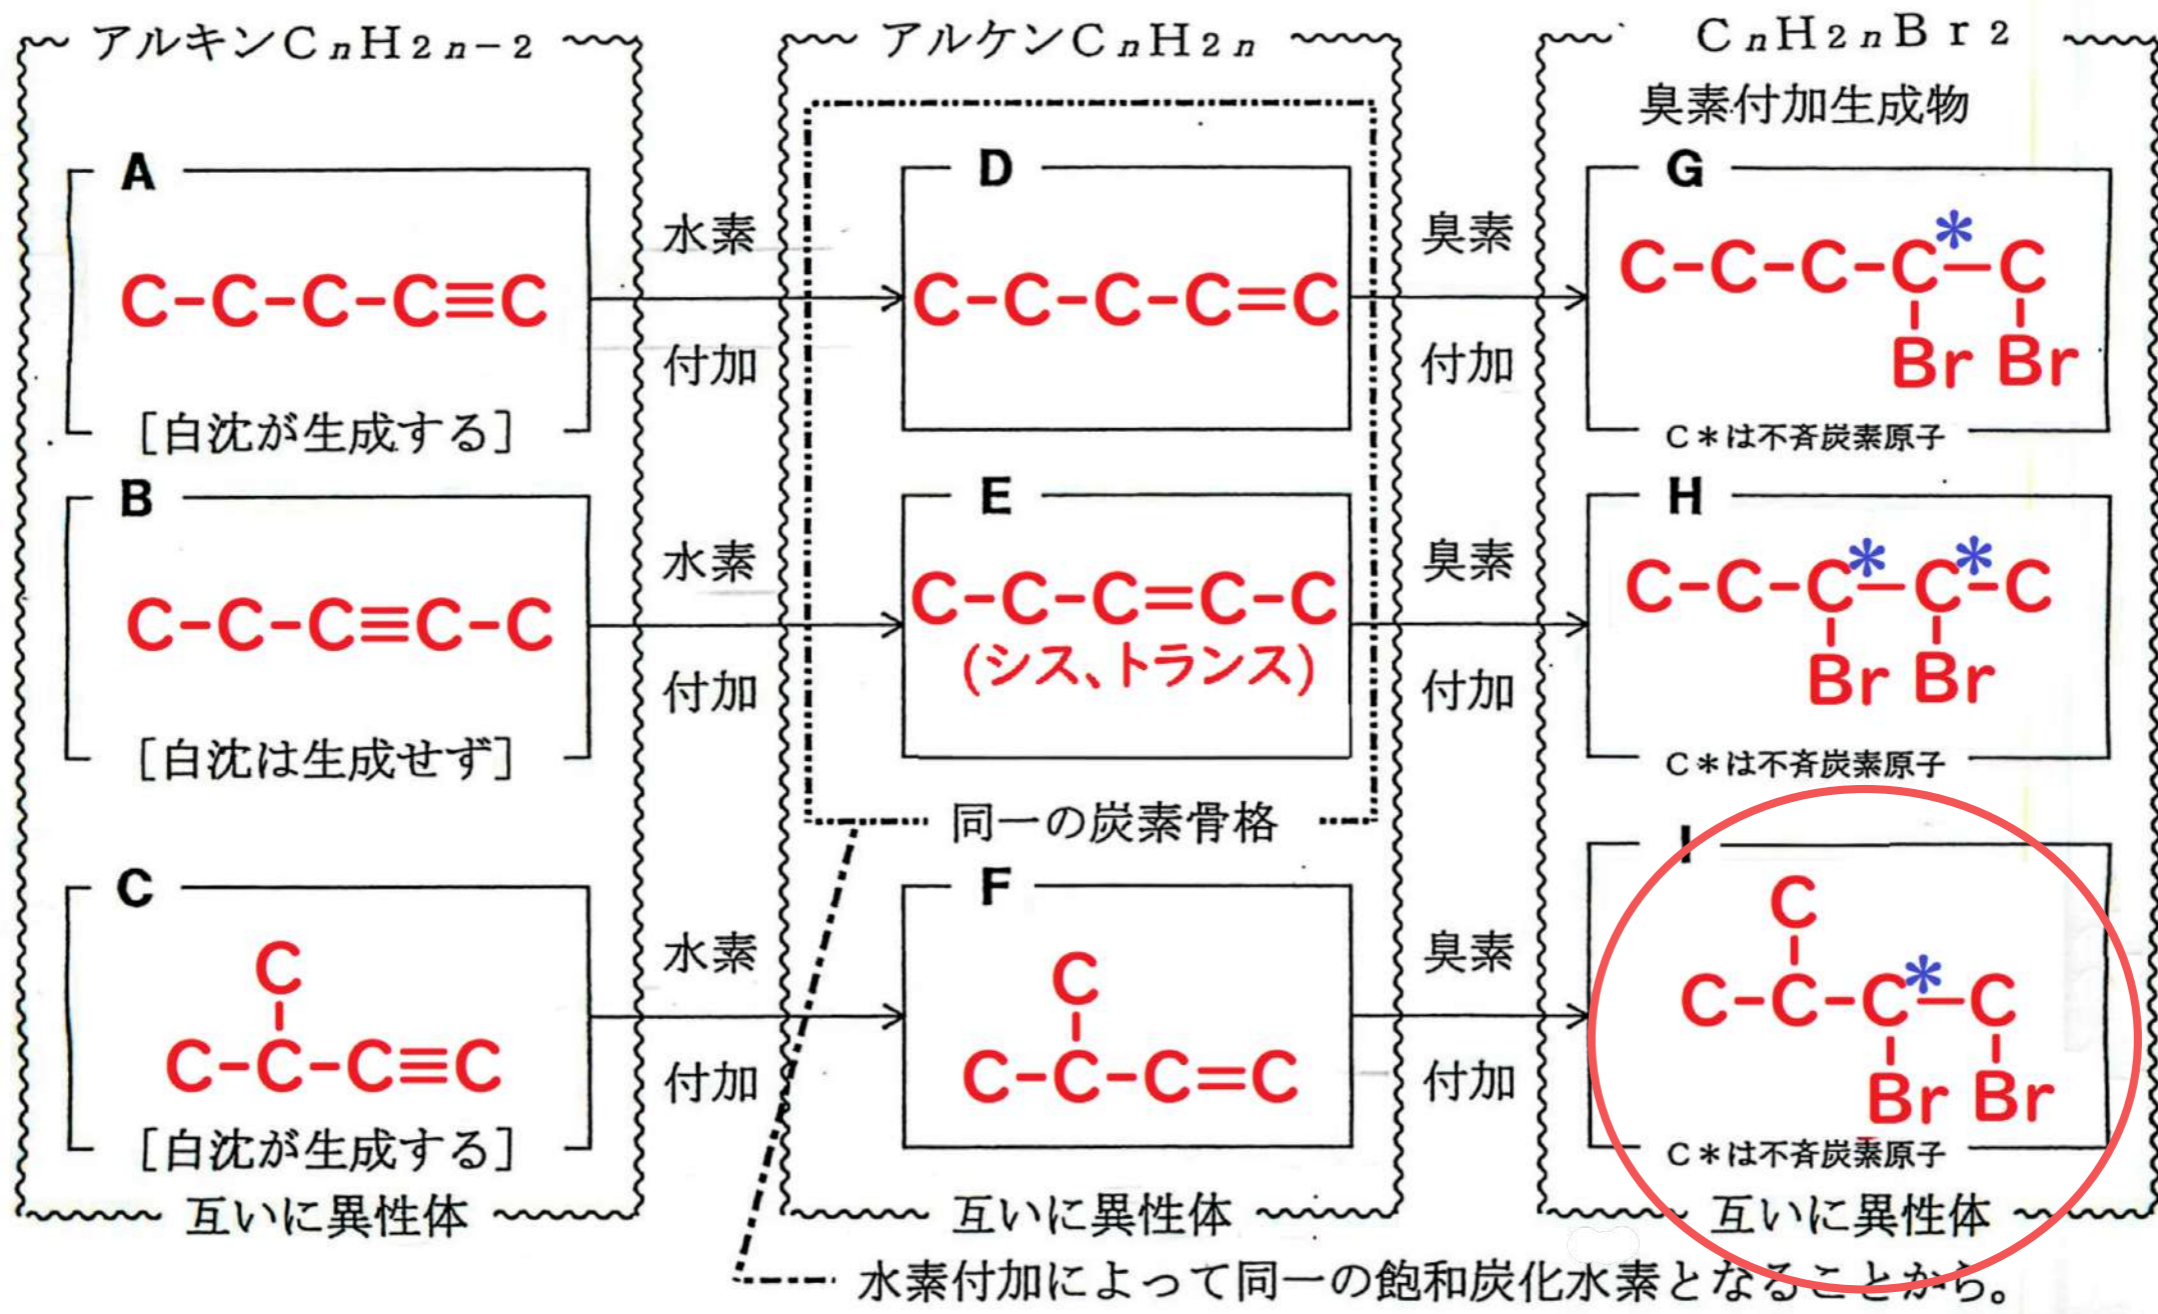 アルキンCnH2n-2
アルケンCnH2n
CnH2nBr2
臭素付加生成物
A
C-C-C-C≡C
[白沈が生成する]
水素
付加
D
C-C-C-C=C
臭素
付加
G
C-C-C-C*-C
Br Br
C*は不斉炭素原子
B
C-C-C≡C-C
[白沈は生成せず]
水素
付加
E
C-C-C=C-C
(シス、トランス)
臭素
付加
H
C-C-C*-C*-C
Br Br
C*は不斉炭素原子
同一の炭素骨格
C
C
C-C-C≡C
[白沈が生成する]
水素
付加
F
C
C-C-C=C
臭素
付加
I
C
C-C-C*-C
Br Br
C*は不斉炭素原子
互いに異性体
互いに異性体
互いに異性体
水素付加によって同一の飽和炭化水素となることから。